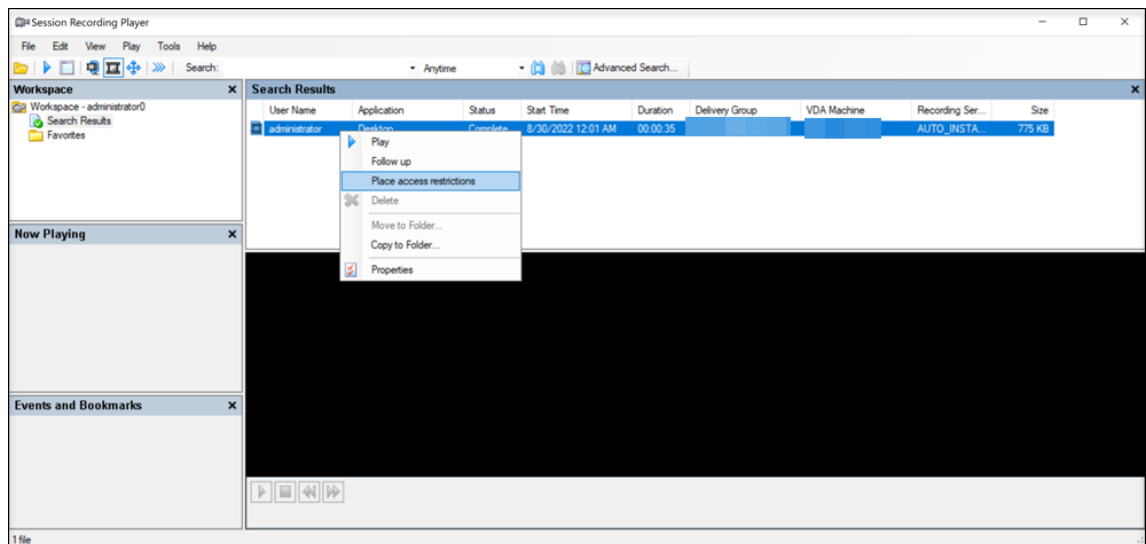 Session Recording Player
File Edit View Play Tools Help
Search: Anytime Advanced Search...
Workspace
Workspace - administrator0
Search Results
Favorites
Search Results
User Name Application Status Start Time Duration Delivery Group VDA Machine Recording Ser... Size
administrator Desktop Complete 8/30/2022 12:01 AM 00:00:35 AUTO_INSTA... 775 KB
Play
Follow up
Place access restrictions
Delete
Move to Folder...
Copy to Folder...
Properties
Now Playing
Events and Bookmarks
1 file